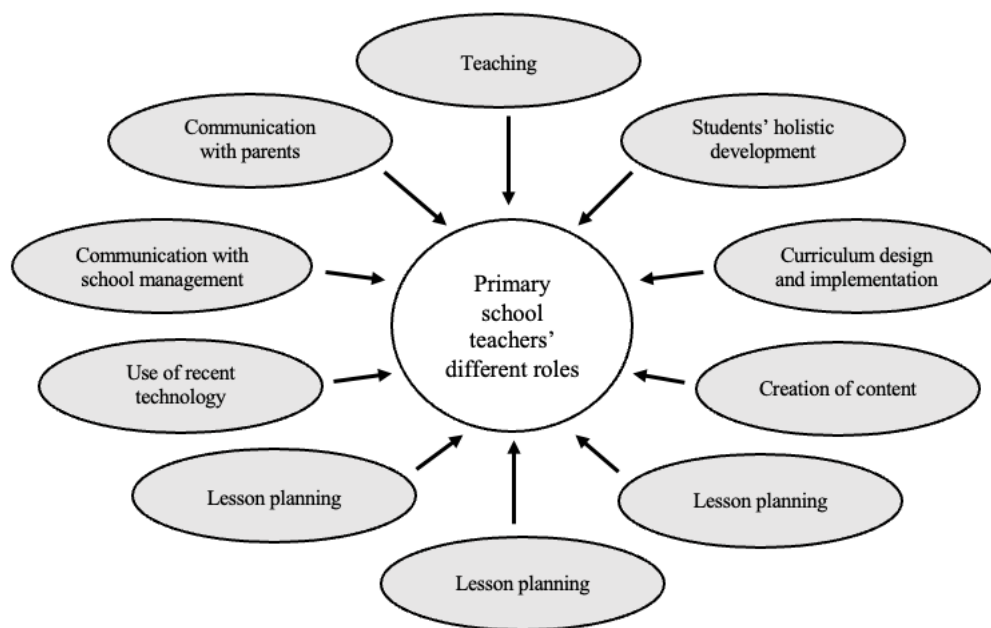 Teaching
Communication
with parents
Students’ holistic
development
Communication with
school management
Curriculum design
and implementation
Primary
school
teachers’
different roles
Use of recent
technology
Creation of content
Lesson planning
Lesson planning
Lesson planning